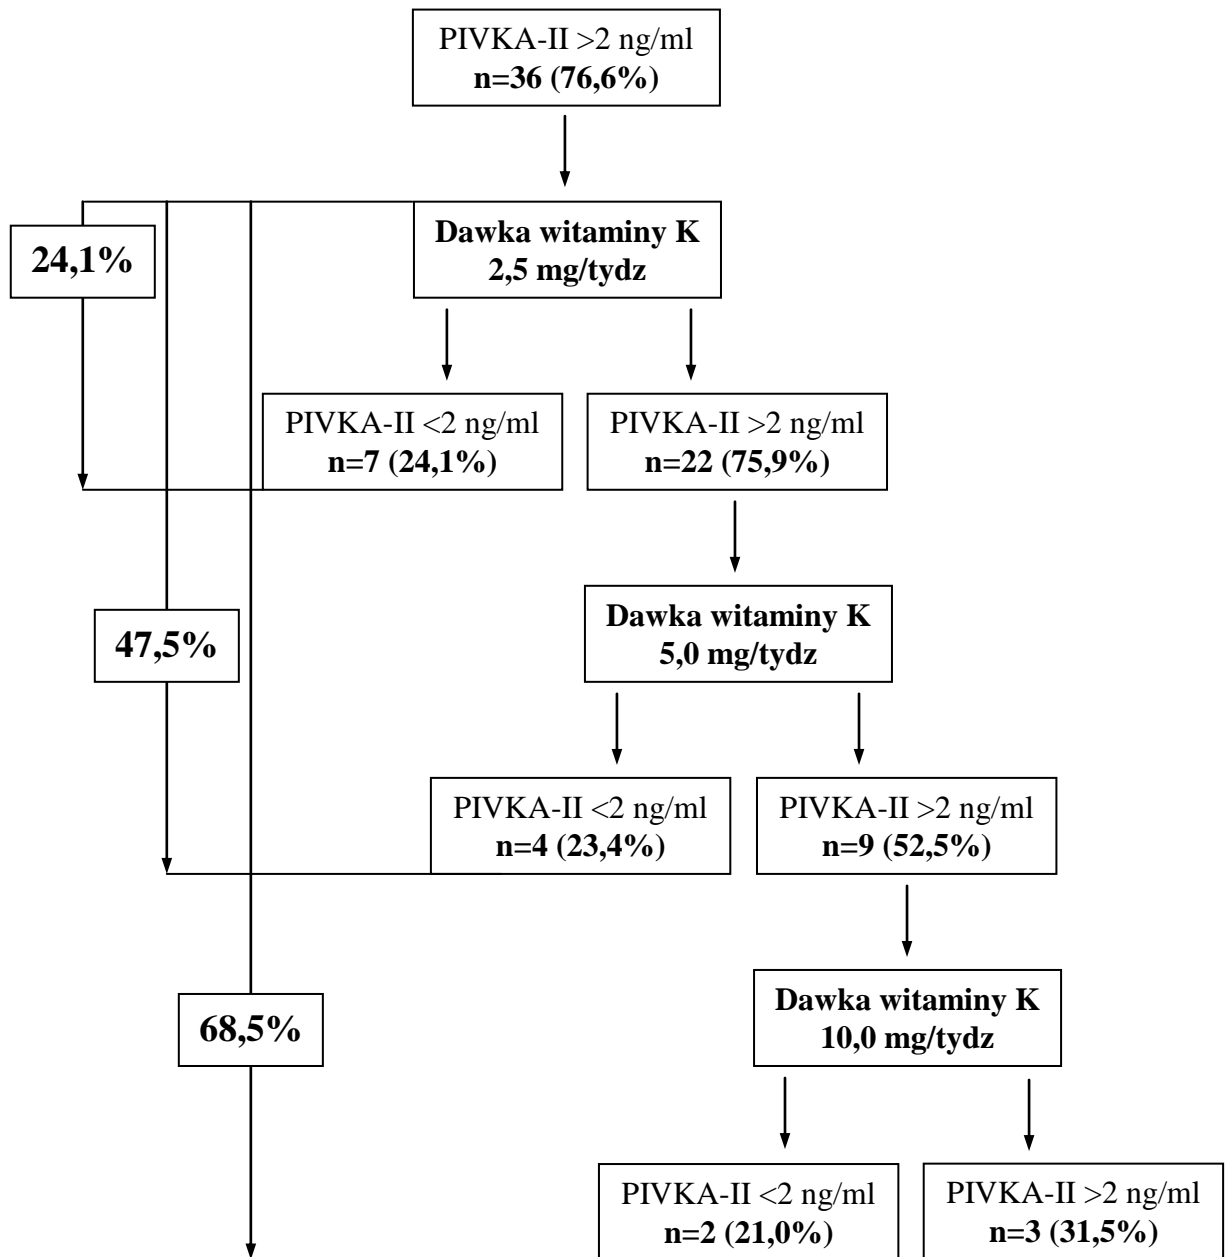 PIVKA-II >2 ng/ml
n=36 (76,6%)
Dawka witaminy K
2,5 mg/tydz
24,1%
PIVKA-II <2 ng/ml
n=7 (24,1%)
PIVKA-II >2 ng/ml
n=22 (75,9%)
Dawka witaminy K
5,0 mg/tydz
47,5%
PIVKA-II <2 ng/ml
n=4 (23,4%)
PIVKA-II >2 ng/ml
n=9 (52,5%)
Dawka witaminy K
10,0 mg/tydz
68,5%
PIVKA-II <2 ng/ml
n=2 (21,0%)
PIVKA-II >2 ng/ml
n=3 (31,5%)